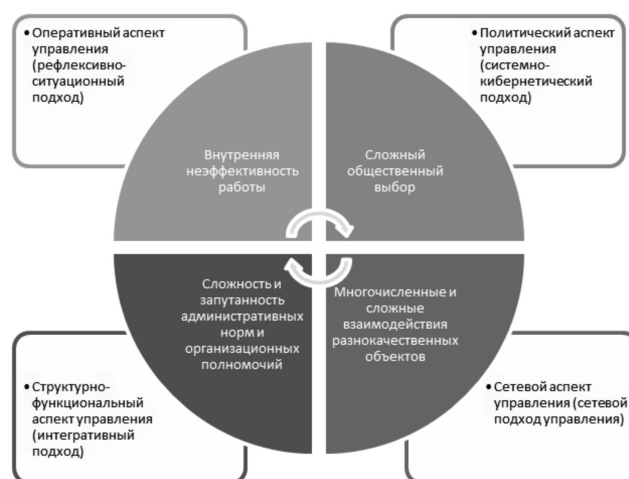 • Оперативный аспект
управления
(рефлексивно-
ситуационный
подход)
• Политический аспект
управления
(системно-
кибернетический
подход)
Внутренняя
неэффективность
работы
Сложный
общественный
выбор
Сложность и
запутанность
административных
норм и
организационных
полномочий
Многочисленные и
сложные
взаимодействия
разнокачественных
объектов
• Структурно-
функциональный
аспект управления
(интегративный
подход)
• Сетевой аспект
управления (сетевой
подход управления)